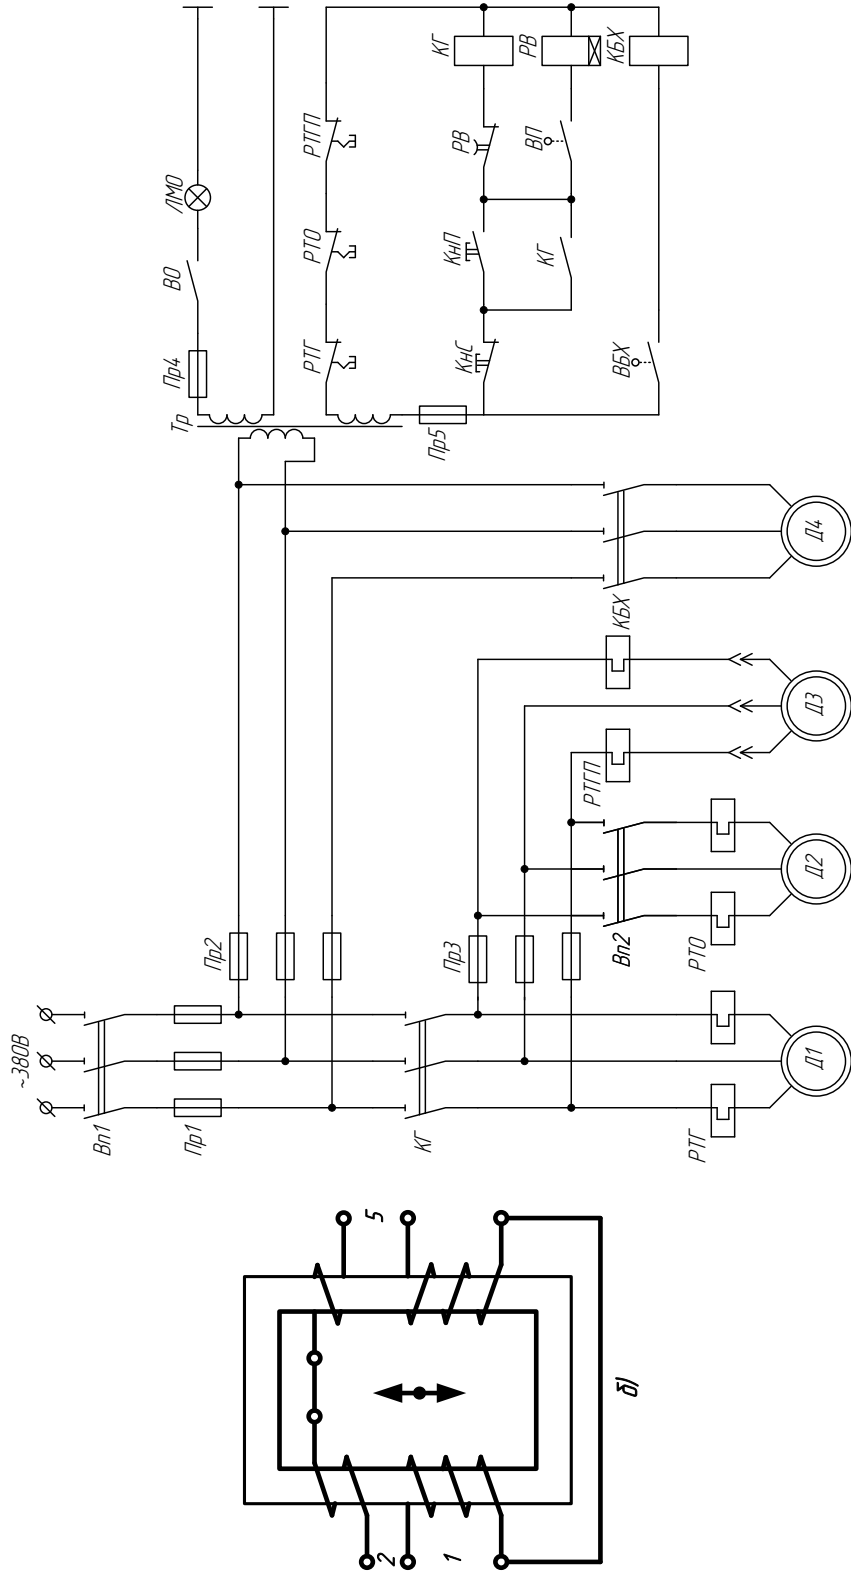 ~380В
Вп1
Пр1
КГ
РТГ
Д1
Пр2
Пр3
Вп2
РТО
Д2
РТГП
Д3
КБХ
Д4
Тр
Пр4
ВО
ЛМО
РТГ
РТО
РТГП
Пр5
КнС
КнП
РВ
КГ
КГ
ВП
РВ
ВБХ
КБХ
2
1
5
б)